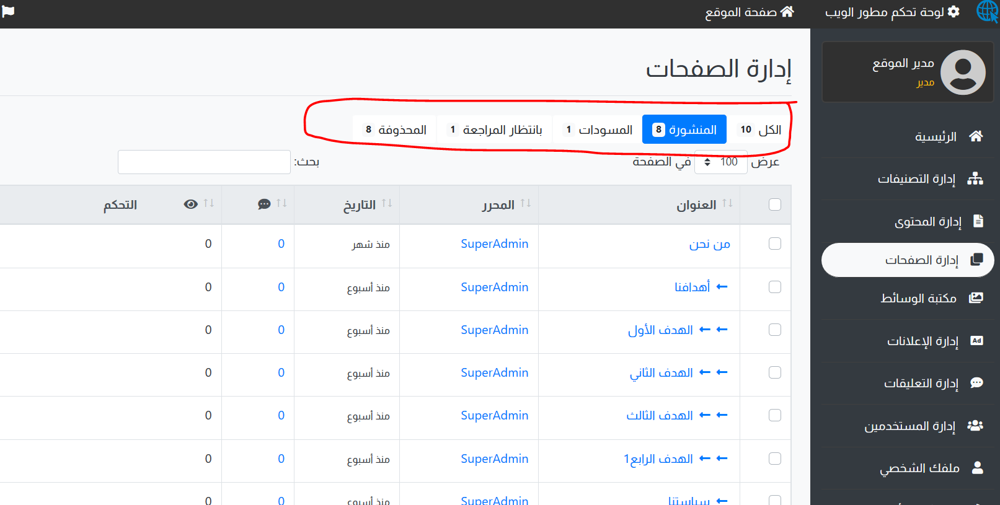 لوحة تحكم مطور الويب
صفحة الموقع
مدير الموقع
مدير
الرئيسية
إدارة التصنيفات
إدارة المحتوى
إدارة الصفحات
مكتبة الوسائط
Ad إدارة الإعلانات
إدارة التعليقات
إدارة المستخدمين
ملفك الشخصي
إدارة الصفحات
الكل 10 المنشورة 8 المسودات 1 بانتظار المراجعة 1 المحذوفة 8
عرض 100 في الصفحة بحث:
العنوان المحرر التاريخ التحكم
من نحن SuperAdmin منذ شهر 0 0
← أهدافنا SuperAdmin منذ أسبوع 0 0
← ← الهدف الأول SuperAdmin منذ أسبوع 0 0
← ← الهدف الثاني SuperAdmin منذ أسبوع 0 0
← ← الهدف الثالث SuperAdmin منذ أسبوع 0 0
← ← الهدف الرابع1 SuperAdmin منذ أسبوع 0 0
← سياستنا SuperAdmin منذ أسبوع 0 0